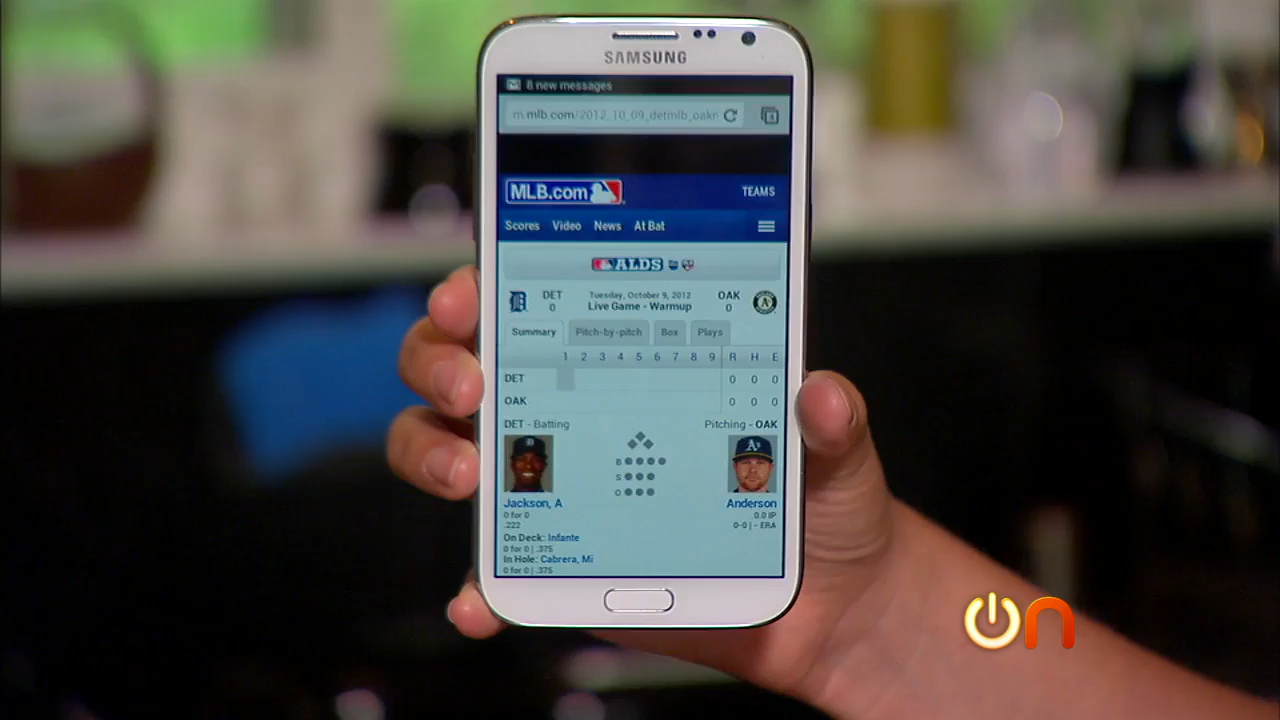 SAMSUNG
8 new messages
m.mlb.com/2012_10_09_detmlb_oakr
MLB.com
TEAMS
Scores Video News At Bat
ALDS
DET Tuesday, October 9, 2012 OAK
0 Live Game - Warmup 0
Summary Pitch-by-pitch Box Plays
1 2 3 4 5 6 7 8 9 R H E
DET 0 0 0
OAK 0 0 0
DET - Batting Pitching - OAK
B
S
O
Jackson, A Anderson
0 for 0 0.0 IP
.222 0-0 | - ERA
On Deck: Infante
0 for 0 | .375
In Hole: Cabrera, Mi
0 for 0 | .375
on